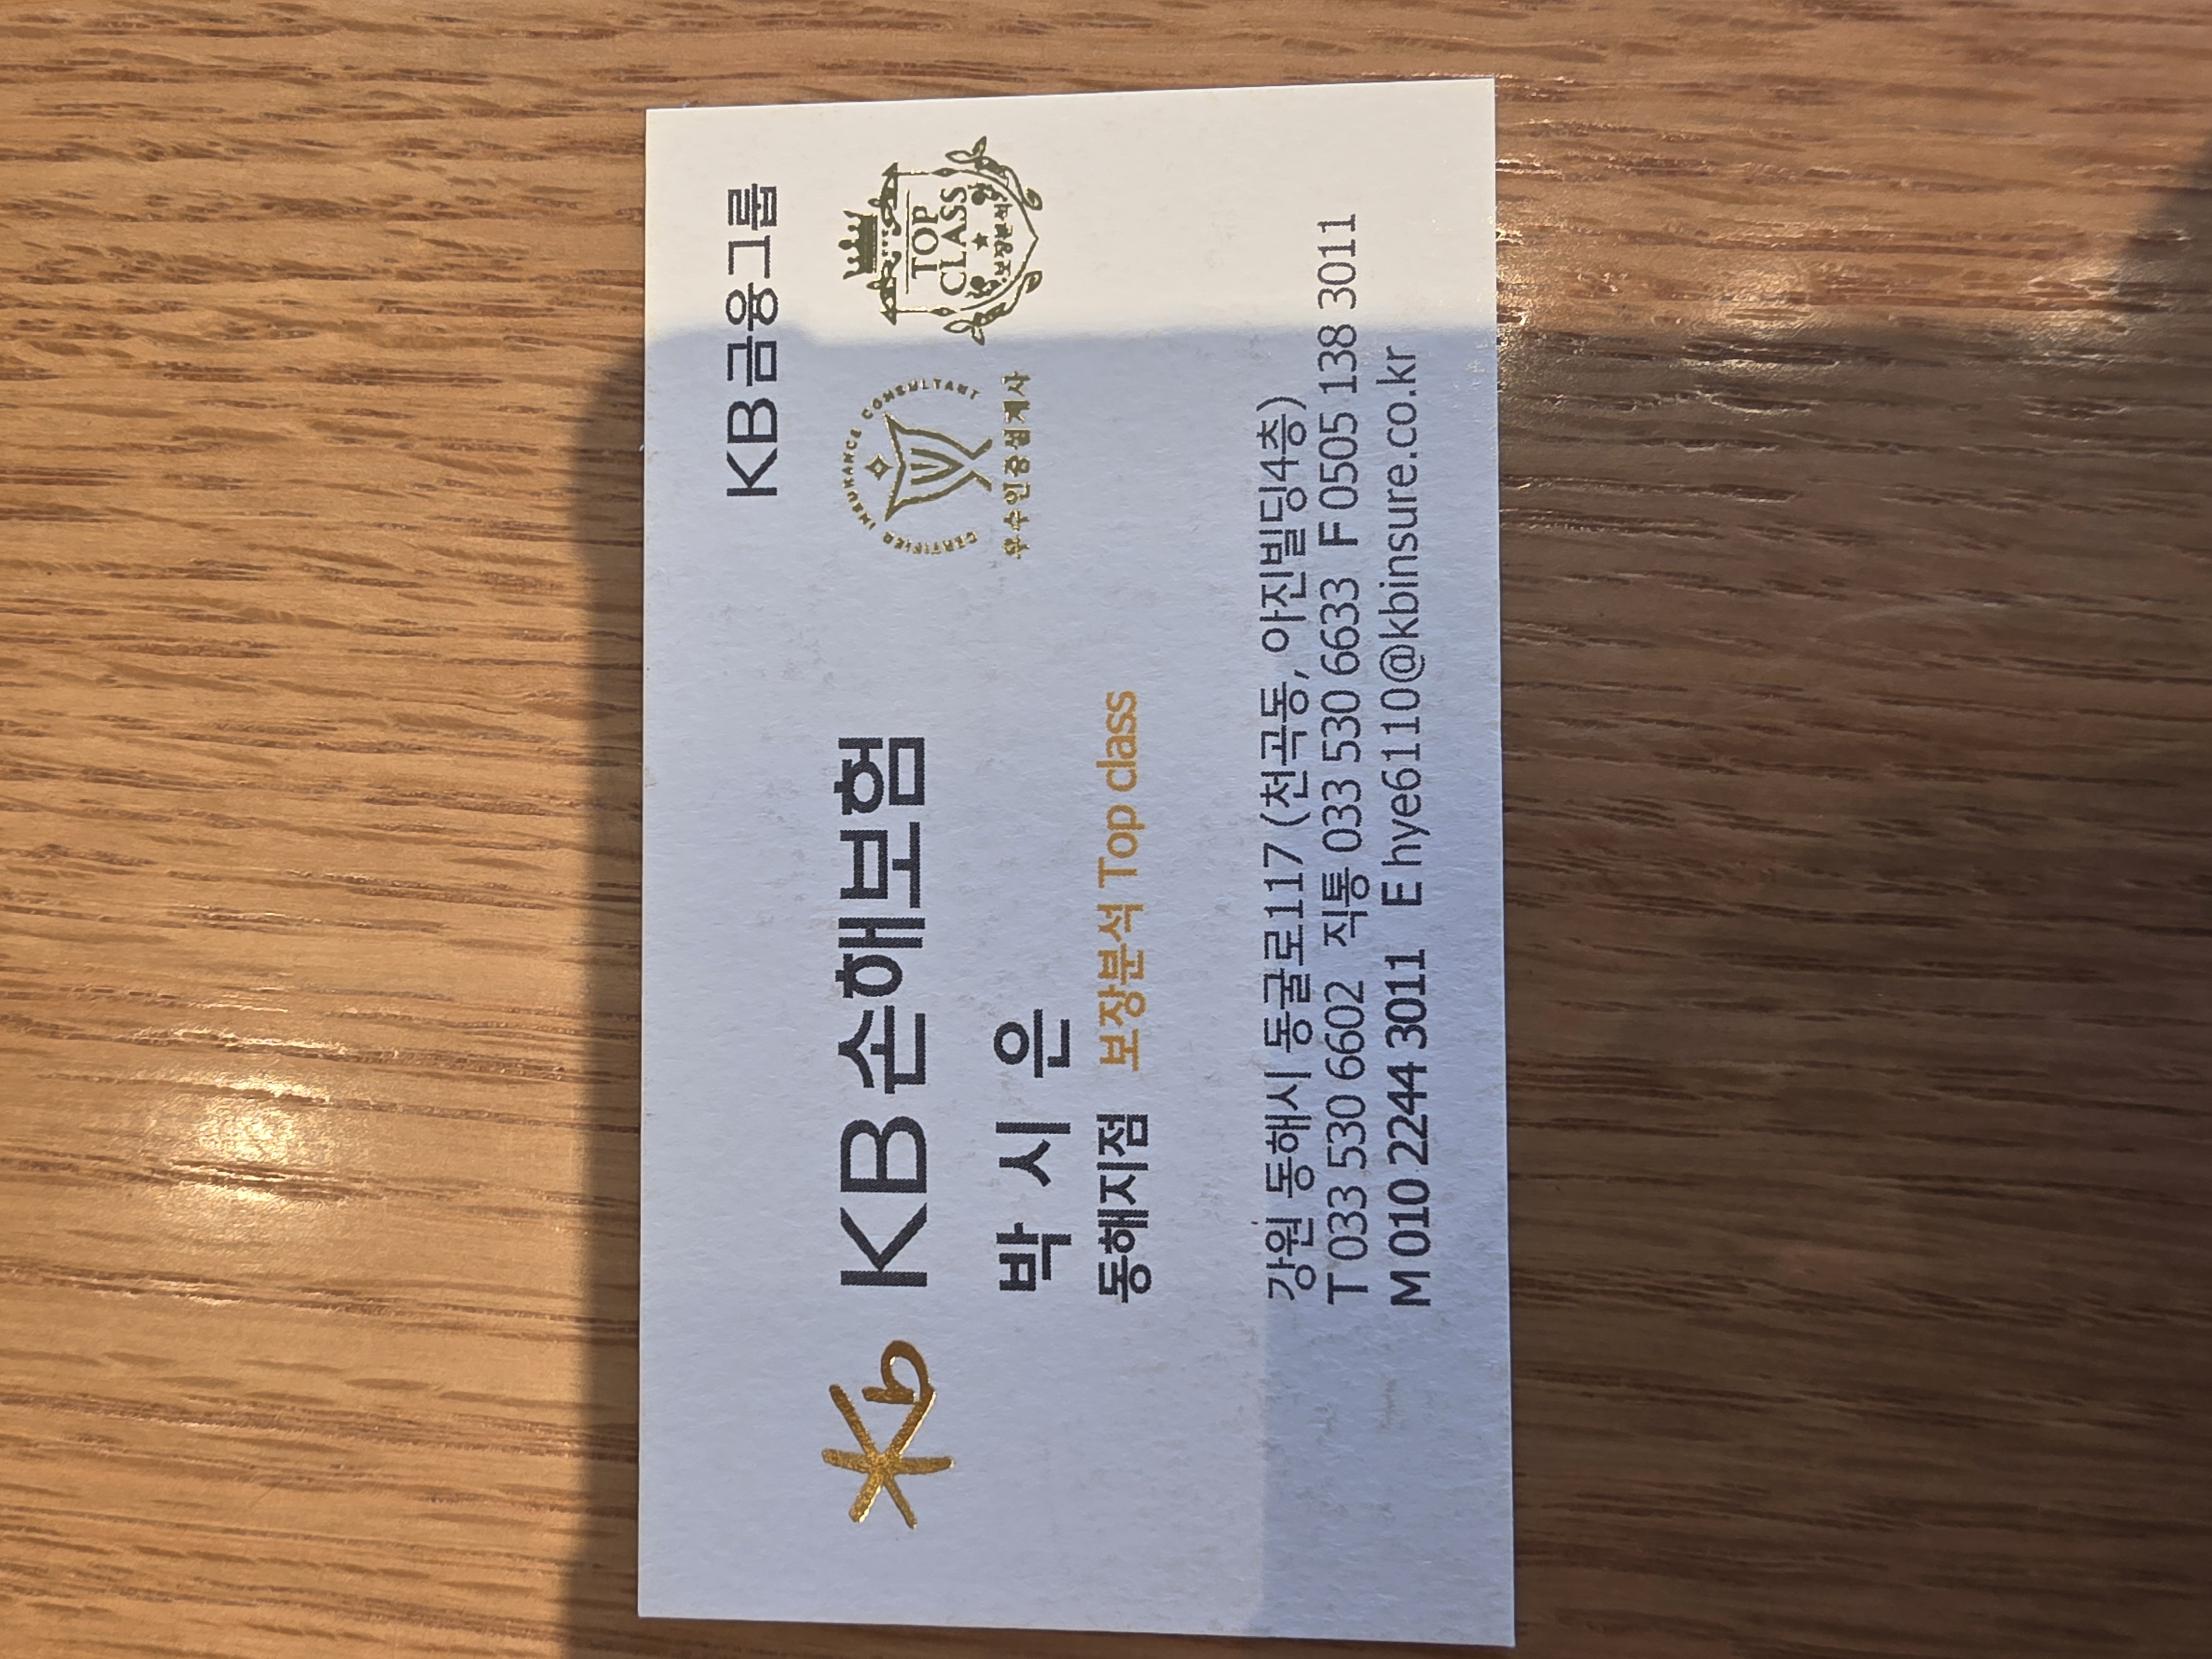 KB금융그룹
Kb KB손해보험
박시은
동해지점 보장분석 Top class
CERTIFIED INSURANCE CONSULTANT
우수인증설계사
TOP
CLASS
보장분석
강원 동해시 동굴로117 (천곡동, 아진빌딩4층)
T 033 530 6602 직통 033 530 6633 F 0505 138 3011
M 010 2244 3011 E hye6110@kbinsure.co.kr